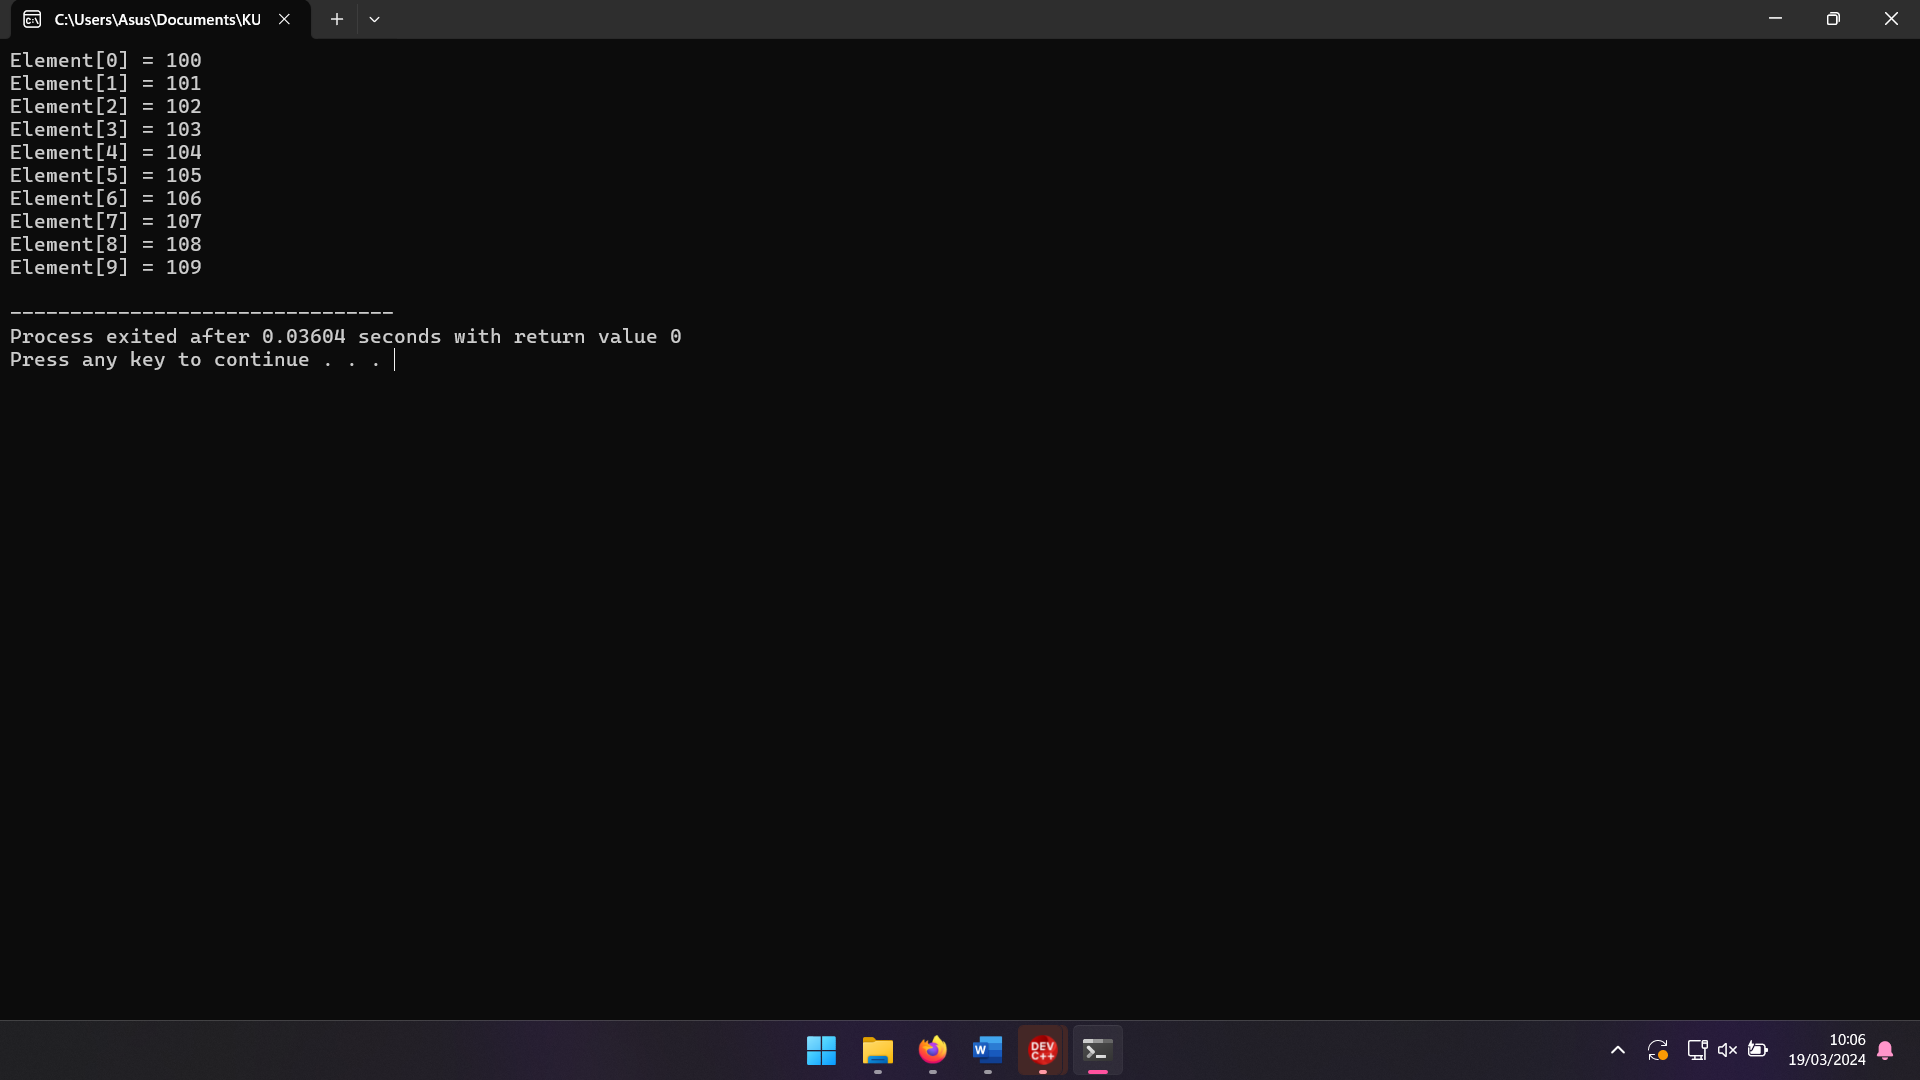 C:\Users\Asus\Documents\KU
Element[0] = 100
Element[1] = 101
Element[2] = 102
Element[3] = 103
Element[4] = 104
Element[5] = 105
Element[6] = 106
Element[7] = 107
Element[8] = 108
Element[9] = 109
--------------------------------
Process exited after 0.03604 seconds with return value 0
Press any key to continue . . .
W
DEV
C++
10:06
19/03/2024